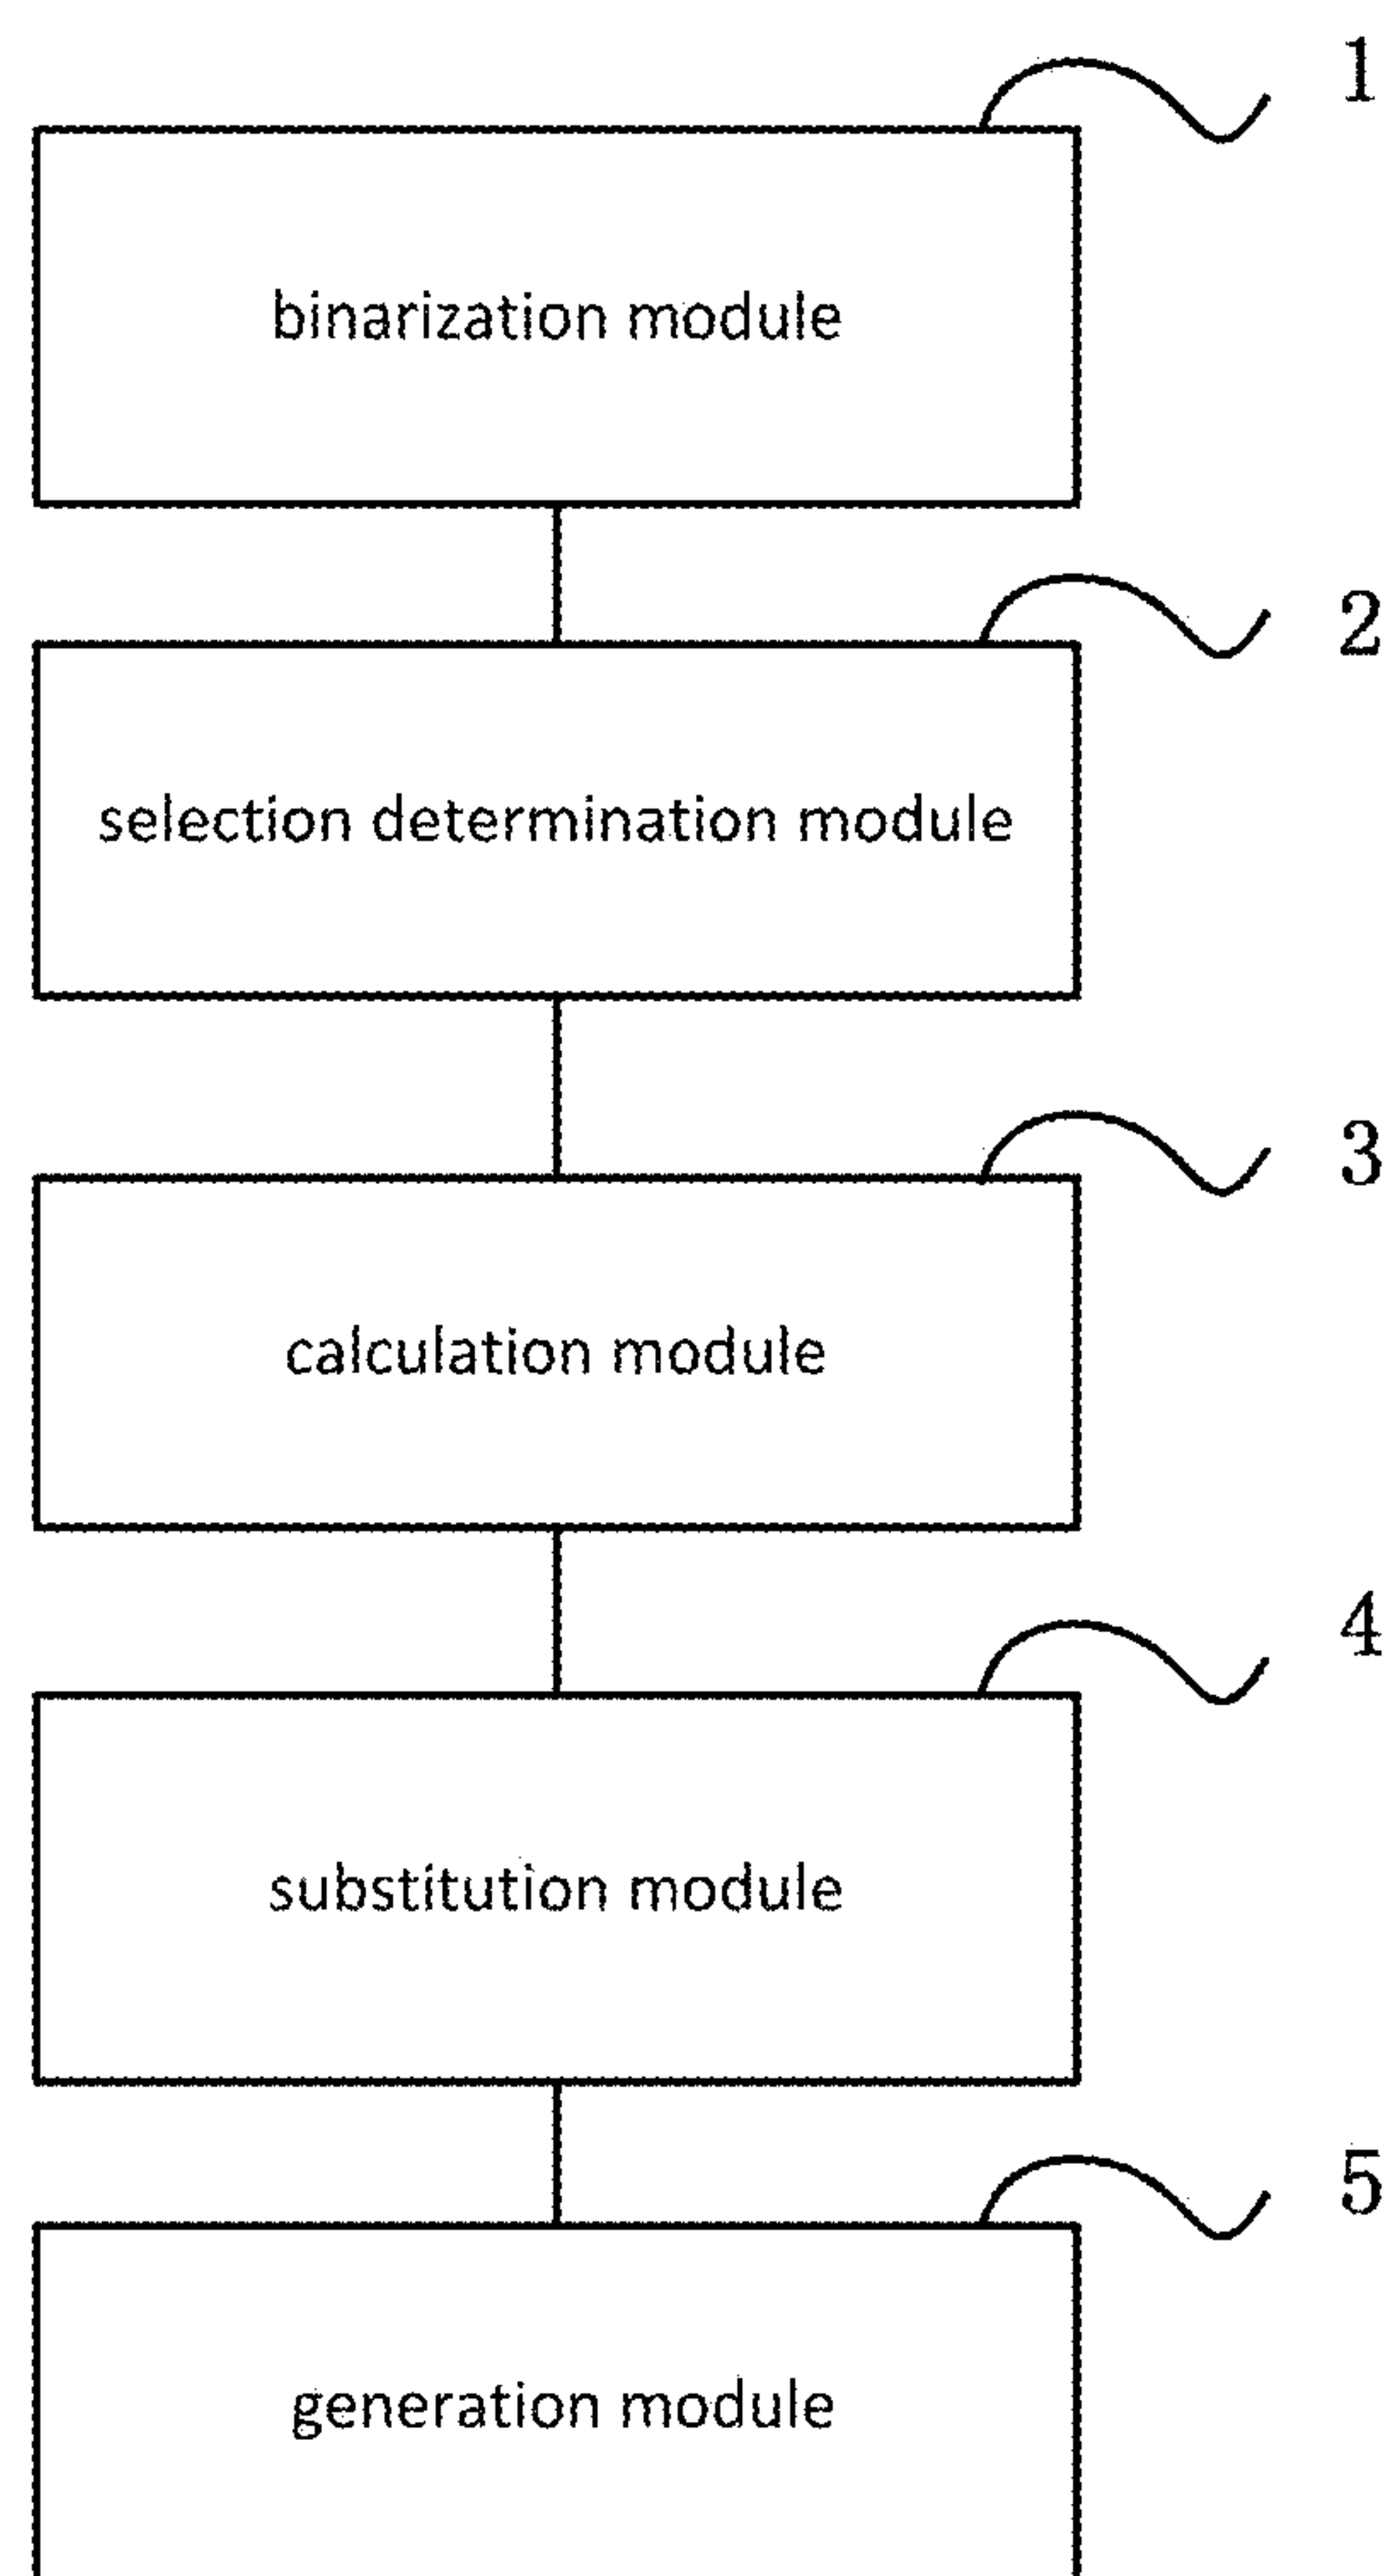 1
binarization module
2
selection determination module
3
calculation module
4
substitution module
5
generation module